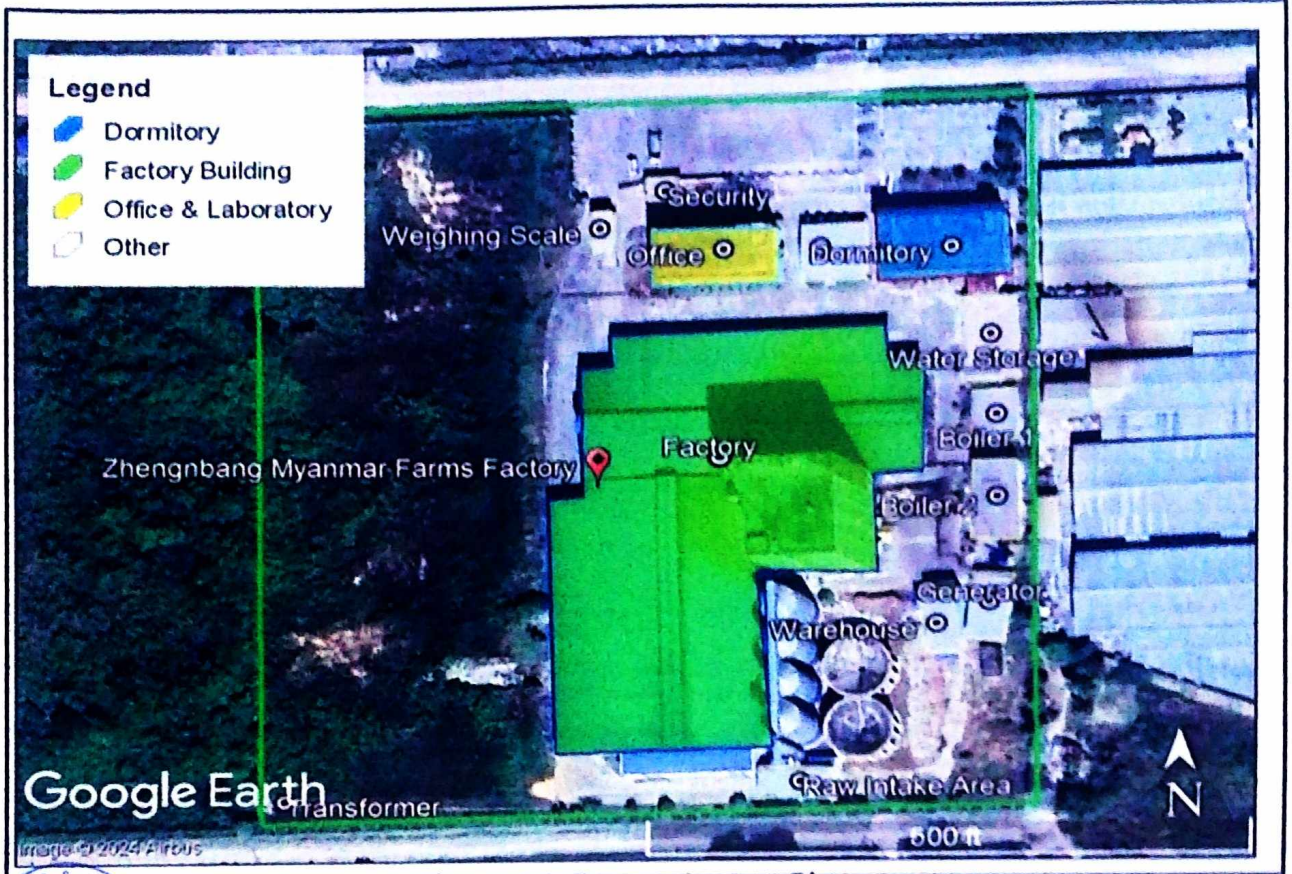 Legend
Dormitory
Factory Building
Office & Laboratory
Other
Security
Weighing Scale
Office
Dormitory
Water Storage
Boiler 1
Factory
Zhengnbang Myanmar Farms Factory
Boiler 2
Generator
Warehouse
Raw Intake Area
Google Earth
Transformer
N
500 ft
Image © 2024 Airbus